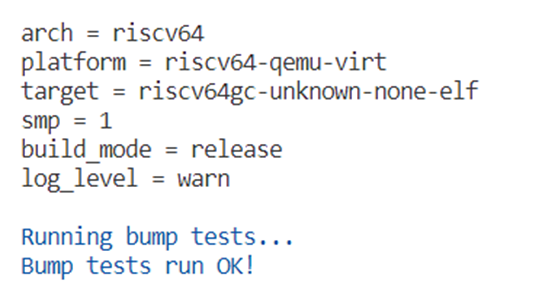 arch = riscv64
platform = riscv64-qemu-virt
target = riscv64gc-unknown-none-elf
smp = 1
build_mode = release
log_level = warn
Running bump tests...
Bump tests run OK!